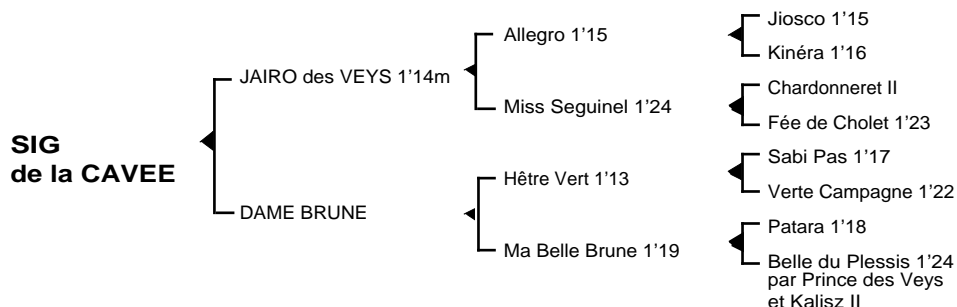 SIG
de la CAVEE
JAIRO des VEYS 1’14m
DAME BRUNE
Allegro 1’15
Miss Seguinel 1’24
Hêtre Vert 1’13
Ma Belle Brune 1’19
Jiosco 1’15
Kinéra 1’16
Chardonneret II
Fée de Cholet 1’23
Sabi Pas 1’17
Verte Campagne 1’22
Patara 1’18
Belle du Plessis 1’24
par Prince des Veys
et Kalisz II